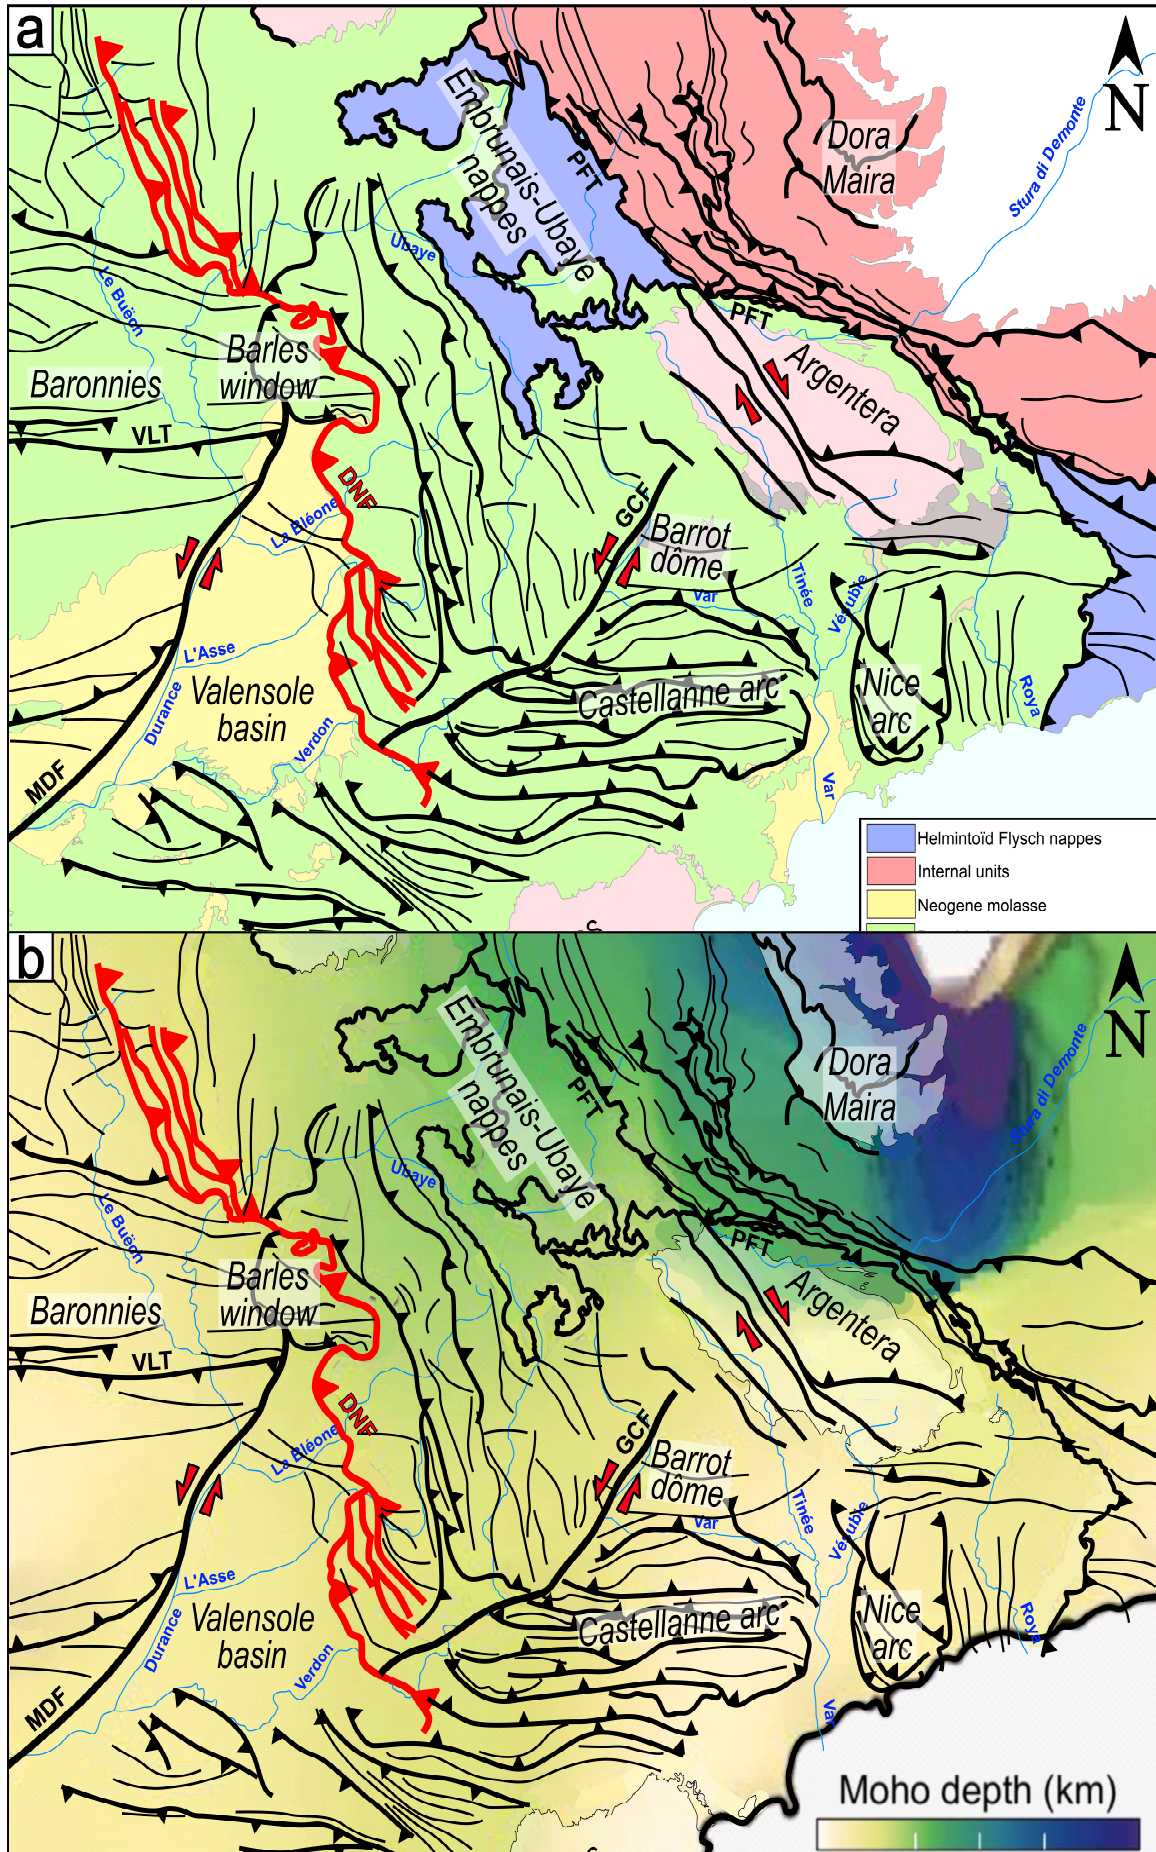 a
N
Embrunais-Ubaye
nappes
PFT
Dora
Maira
Stura di Demonte
Ubaye
Le Buëch
PFT
Barles
window
Argentera
Baronnies
VLT
DNF
La Bléone
GCF
Barrot
dôme
Tinée
Vésubie
Var
L'Asse
Valensole
basin
Durance
Verdon
Castellanne arc
Nice
arc
Roya
MDF
Var
Helmintoïd Flysch nappes
Internal units
Neogene molasse
b
N
Embrunais-Ubaye
nappes
PFT
Dora
Maira
Stura di Demonte
Ubaye
Le Buëch
PFT
Barles
window
Argentera
Baronnies
VLT
DNF
La Bléone
GCF
Barrot
dôme
Tinée
Vésubie
Var
L'Asse
Valensole
basin
Durance
Verdon
Castellanne arc
Nice
arc
Roya
MDF
Var
Moho depth (km)